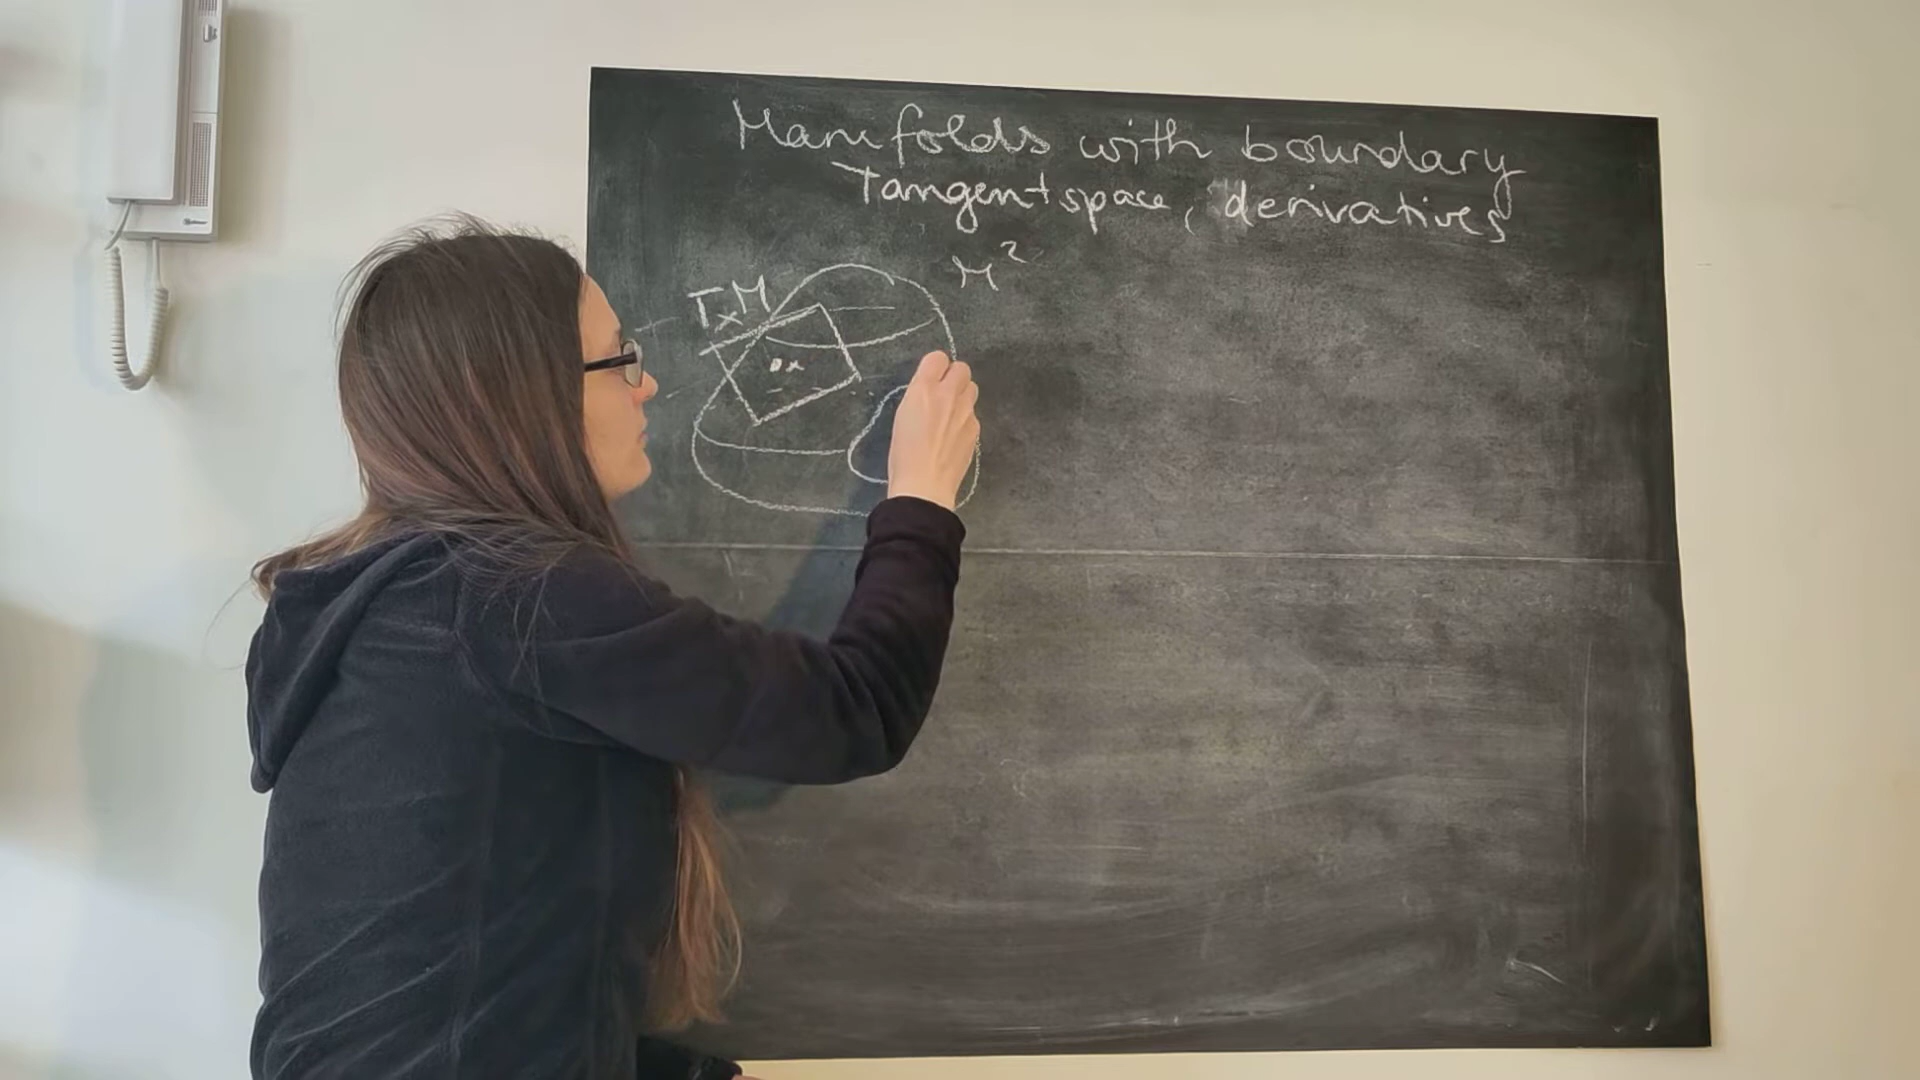 Manifolds with boundary
Tangent space, derivatives
M²
TₓM
x